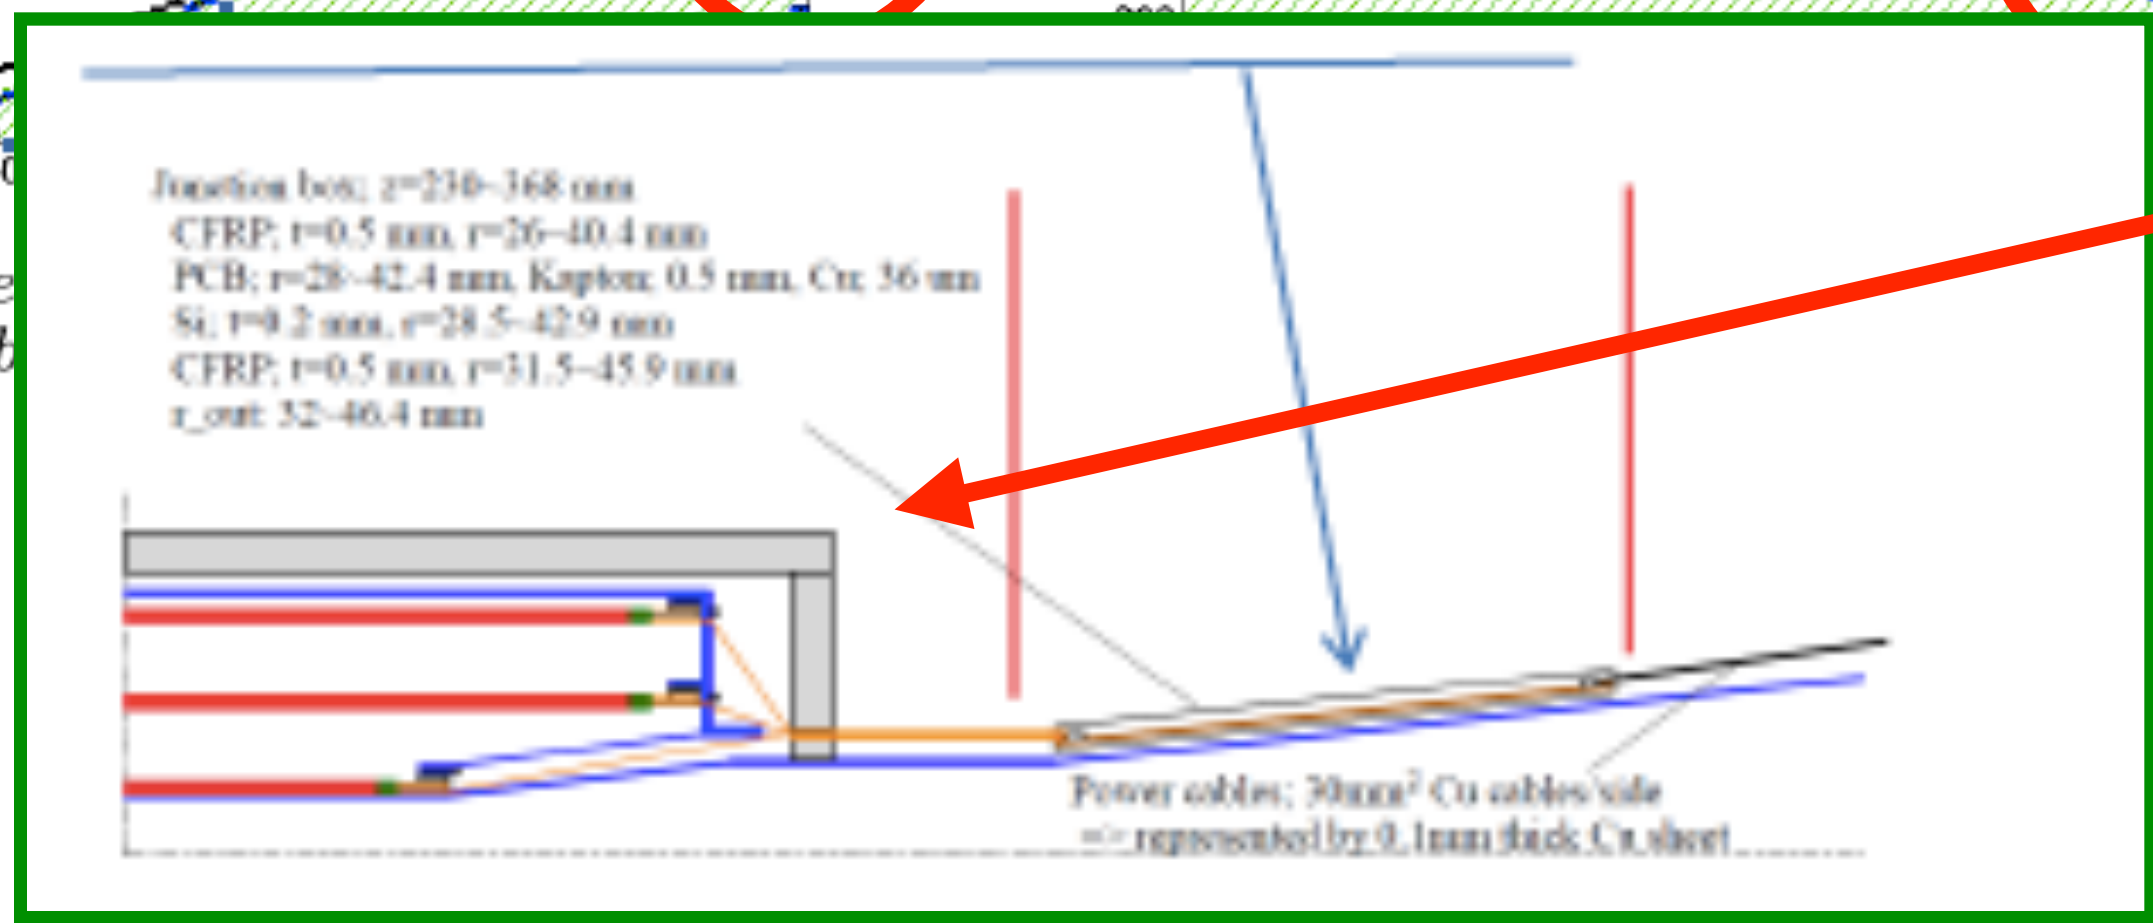 Junction box; z=230~368 mm
CFRP; t=0.5 mm, r=26~40.4 mm
PCB; r=28~42.4 mm, Kapton; 0.5 mm, Cu; 36 um
Si; t=0.2 mm, r=28.5~42.9 mm
CFRP; t=0.5 mm, r=31.5~45.9 mm
r_out: 32~46.4 mm
Power cables; 30mm² Cu cables/side
=> represented by 0.1mm thick Cu sheet